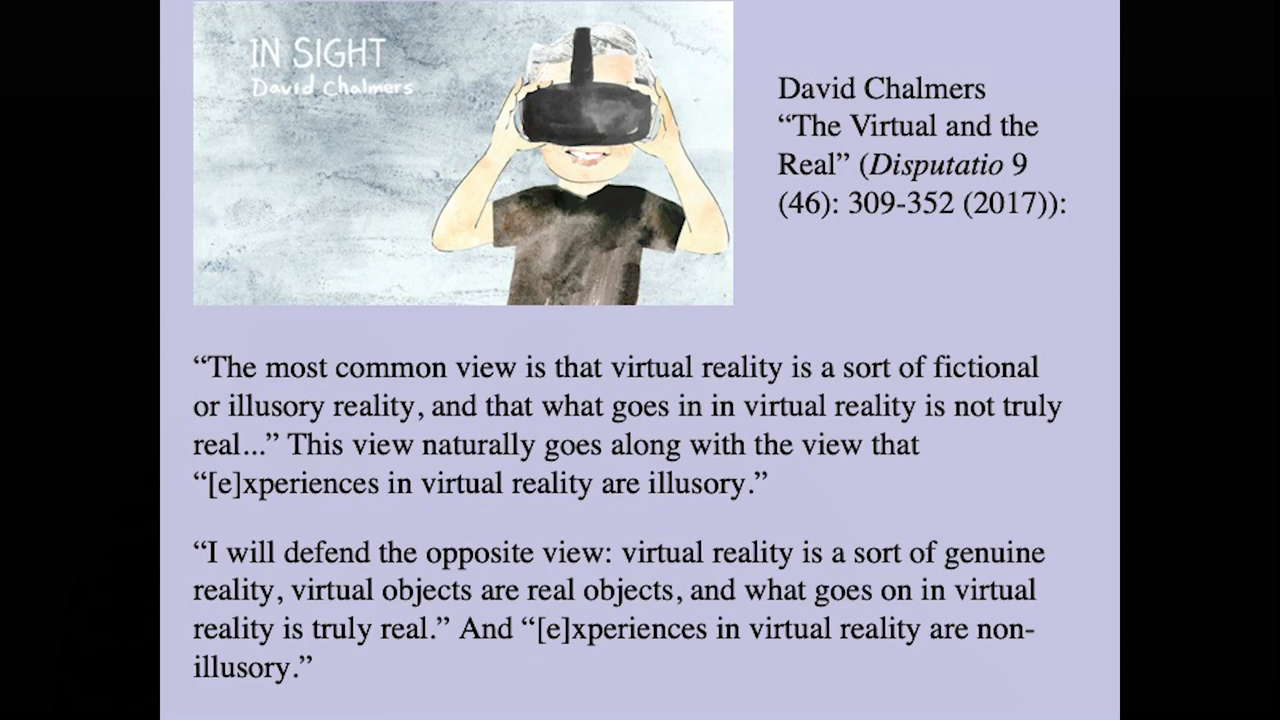 IN SIGHT
David Chalmers
David Chalmers
“The Virtual and the
Real” (Disputatio 9
(46): 309-352 (2017)):
“The most common view is that virtual reality is a sort of fictional
or illusory reality, and that what goes in in virtual reality is not truly
real...” This view naturally goes along with the view that
“[e]xperiences in virtual reality are illusory.”
“I will defend the opposite view: virtual reality is a sort of genuine
reality, virtual objects are real objects, and what goes on in virtual
reality is truly real.” And “[e]xperiences in virtual reality are non-
illusory.”